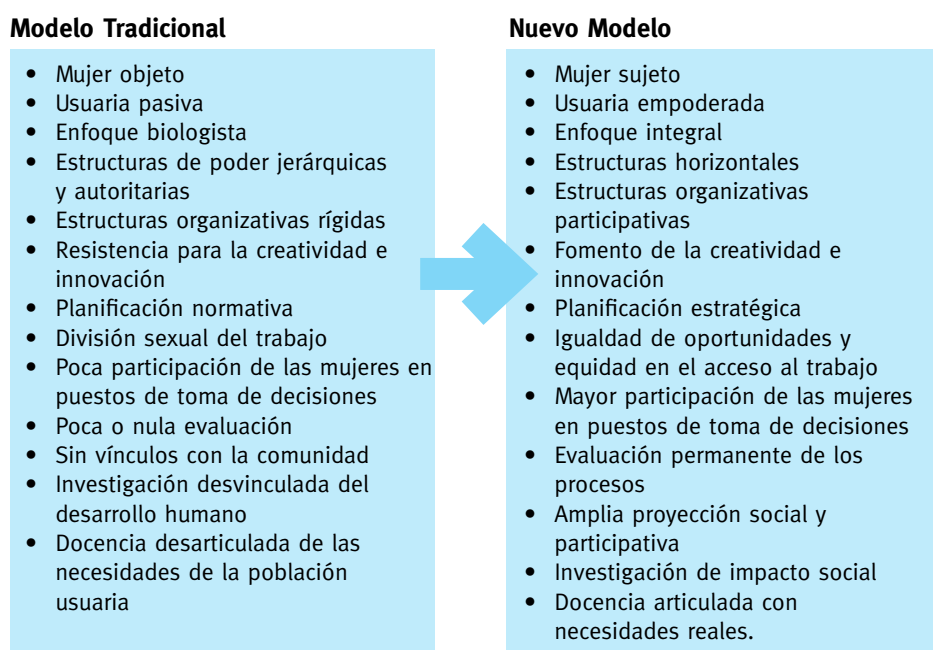 Modelo Tradicional
• Mujer objeto
• Usuaria pasiva
• Enfoque biologista
• Estructuras de poder jerárquicas
y autoritarias
• Estructuras organizativas rígidas
• Resistencia para la creatividad e
innovación
• Planificación normativa
• División sexual del trabajo
• Poca participación de las mujeres en
puestos de toma de decisiones
• Poca o nula evaluación
• Sin vínculos con la comunidad
• Investigación desvinculada del
desarrollo humano
• Docencia desarticulada de las
necesidades de la población
usuaria
Nuevo Modelo
• Mujer sujeto
• Usuaria empoderada
• Enfoque integral
• Estructuras horizontales
• Estructuras organizativas
participativas
• Fomento de la creatividad e
innovación
• Planificación estratégica
• Igualdad de oportunidades y
equidad en el acceso al trabajo
• Mayor participación de las mujeres
en puestos de toma de decisiones
• Evaluación permanente de los
procesos
• Amplia proyección social y
participativa
• Investigación de impacto social
• Docencia articulada con
necesidades reales.